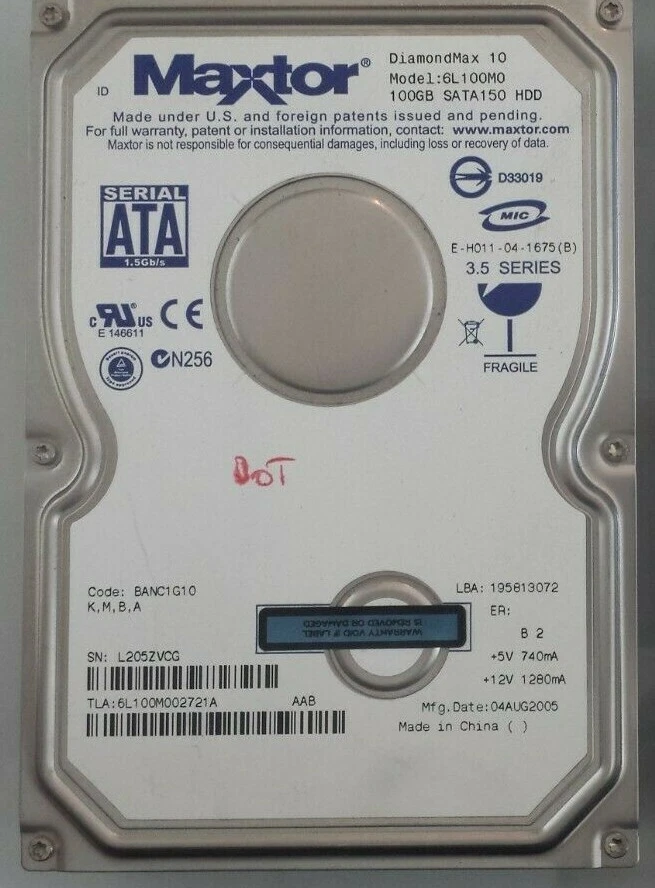 Maxtor®
ID
DiamondMax 10
Model:6L100M0
100GB SATA150 HDD
Made under U.S. and foreign patents issued and pending.
For full warranty, patent or installation information, contact: www.maxtor.com
Maxtor is not responsible for consequential damages, including loss or recovery of data.
SERIAL
ATA
1.5Gb/s
D33019
MIC
E-H011-04-1675(B)
3.5 SERIES
c RU® US CE
E 146611
N256
FRAGILE
BOT
Code: BANC1G10
K,M,B,A
LBA: 195813072
ER:
B 2
WARRANTY VOID IF LABEL
IS REMOVED OR DAMAGED
SN: L205ZVCG
+5V 740mA
+12V 1280mA
TLA:6L100M002721A AAB
Mfg.Date:04AUG2005
Made in China ( )